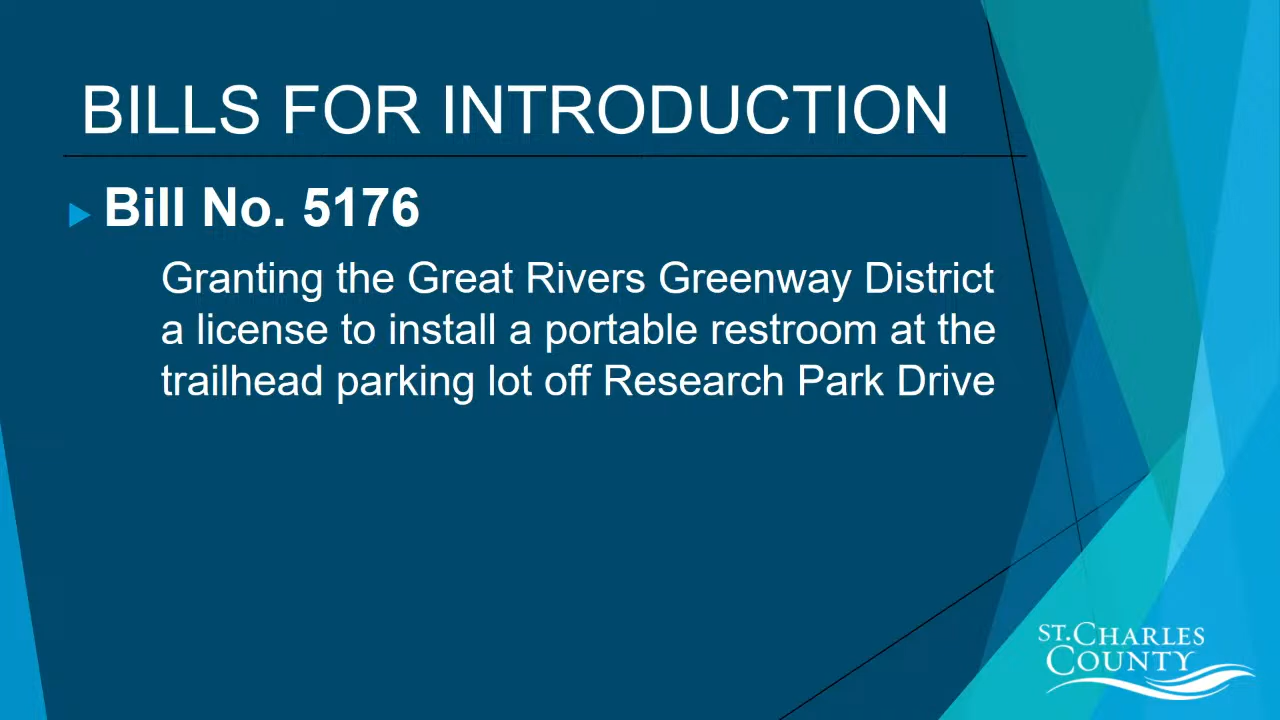 BILLS FOR INTRODUCTION
Bill No. 5176
Granting the Great Rivers Greenway District
a license to install a portable restroom at the
trailhead parking lot off Research Park Drive
ST. CHARLES
COUNTY